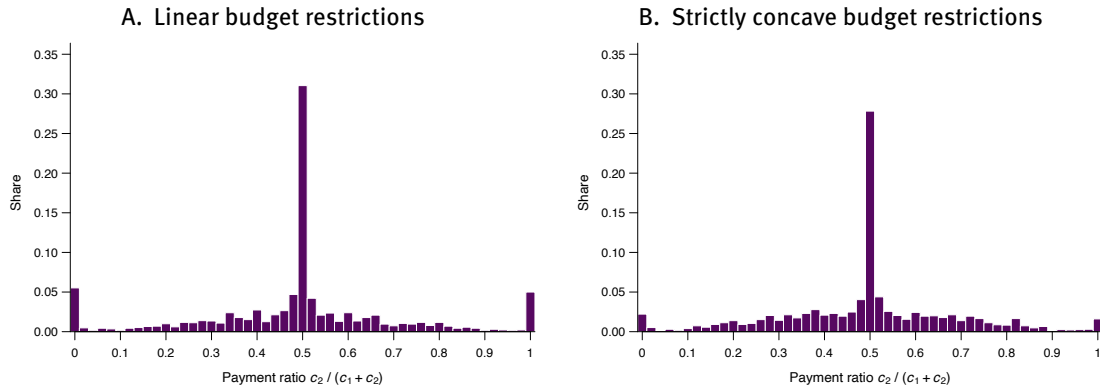 A. Linear budget restrictions
0.35
0.30
0.25
0.20
0.15
0.10
0.05
0.00
Share
0 0.1 0.2 0.3 0.4 0.5 0.6 0.7 0.8 0.9 1
Payment ratio c₂ / (c₁ + c₂)
B. Strictly concave budget restrictions
0.35
0.30
0.25
0.20
0.15
0.10
0.05
0.00
Share
0 0.1 0.2 0.3 0.4 0.5 0.6 0.7 0.8 0.9 1
Payment ratio c₂ / (c₁ + c₂)